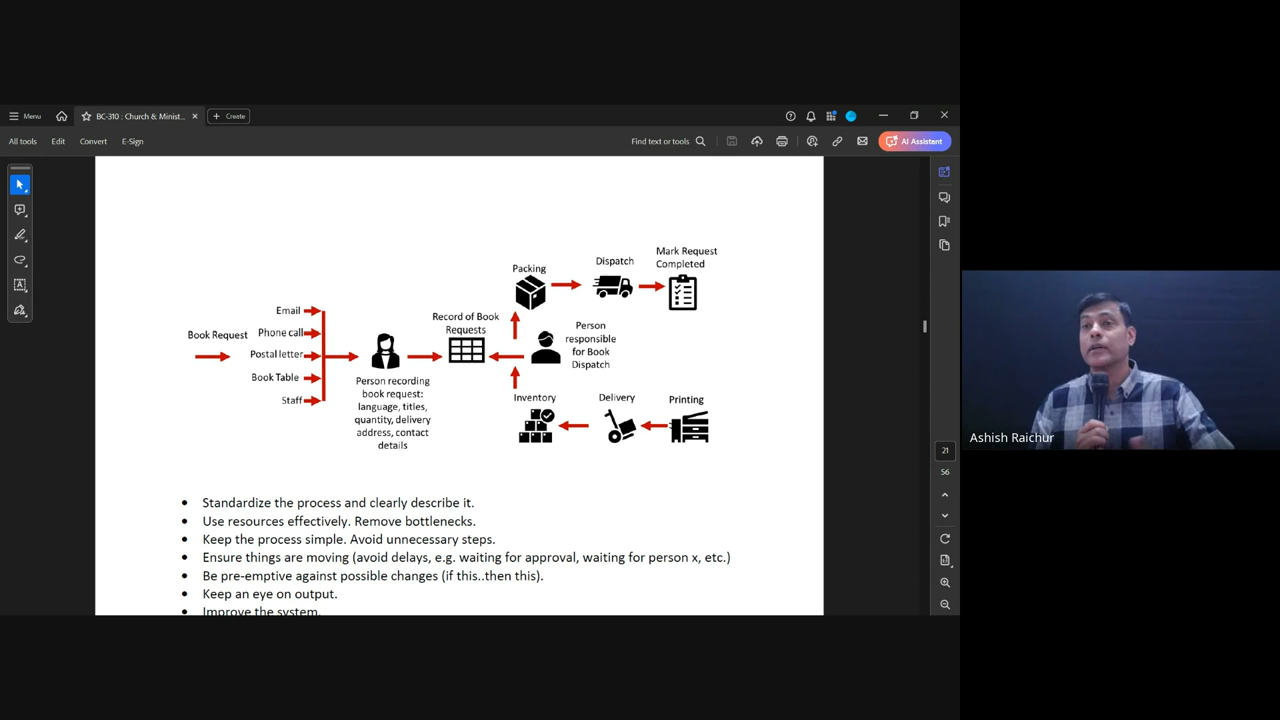 Menu
BC-310 : Church & Minist...
Create
All tools
Edit
Convert
E-Sign
Find text or tools
AI Assistant
Book Request
Email
Phone call
Postal letter
Book Table
Staff
Person recording
book request:
language, titles,
quantity, delivery
address, contact
details
Record of Book
Requests
Packing
Dispatch
Mark Request
Completed
Person
responsible
for Book
Dispatch
Inventory
Delivery
Printing
• Standardize the process and clearly describe it.
• Use resources effectively. Remove bottlenecks.
• Keep the process simple. Avoid unnecessary steps.
• Ensure things are moving (avoid delays, e.g. waiting for approval, waiting for person x, etc.)
• Be pre-emptive against possible changes (if this..then this).
• Keep an eye on output.
• Improve the system.
21
56
Ashish Raichur